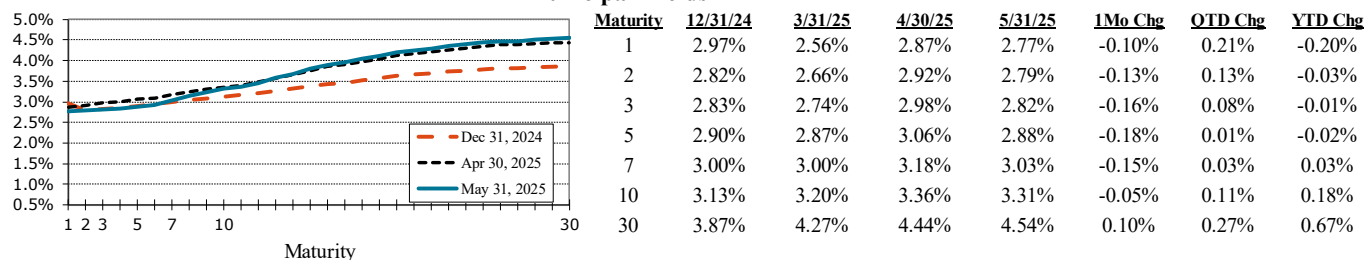 5.0%
4.5%
4.0%
3.5%
3.0%
2.5%
2.0%
1.5%
1.0%
0.5%
Dec 31, 2024
Apr 30, 2025
May 31, 2025
1 2 3 5 7 10 30
Maturity
Maturity 12/31/24 3/31/25 4/30/25 5/31/25 1Mo Chg QTD Chg YTD Chg
1 2.97% 2.56% 2.87% 2.77% -0.10% 0.21% -0.20%
2 2.82% 2.66% 2.92% 2.79% -0.13% 0.13% -0.03%
3 2.83% 2.74% 2.98% 2.82% -0.16% 0.08% -0.01%
5 2.90% 2.87% 3.06% 2.88% -0.18% 0.01% -0.02%
7 3.00% 3.00% 3.18% 3.03% -0.15% 0.03% 0.03%
10 3.13% 3.20% 3.36% 3.31% -0.05% 0.11% 0.18%
30 3.87% 4.27% 4.44% 4.54% 0.10% 0.27% 0.67%